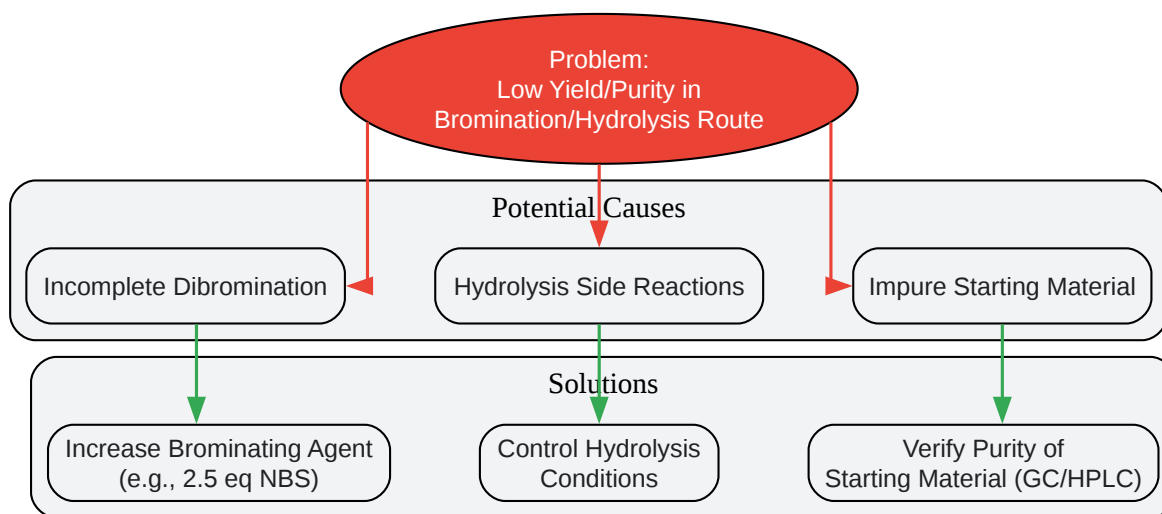 Problem:
Low Yield/Purity in
Bromination/Hydrolysis Route
Potential Causes
Incomplete Dibromination
Hydrolysis Side Reactions
Impure Starting Material
Solutions
Increase Brominating Agent
(e.g., 2.5 eq NBS)
Control Hydrolysis
Conditions
Verify Purity of
Starting Material (GC/HPLC)